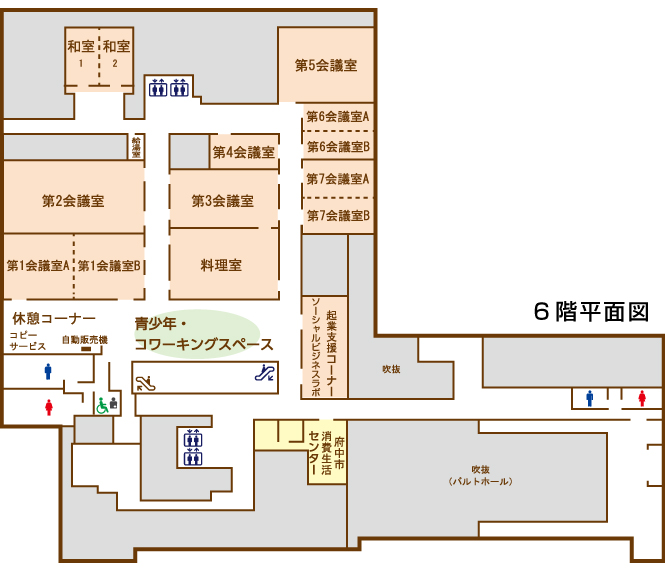 和室
1
和室
2
第5会議室
第6会議室A
第6会議室B
給湯室
第4会議室
第7会議室A
第2会議室
第3会議室
第7会議室B
第1会議室A
第1会議室B
料理室
6階平面図
休憩コーナー
コピー
サービス
自動販売機
青少年・
コワーキングスペース
起業支援コーナー
ソーシャルビジネスラボ
吹抜
府中市
消費生活
センター
吹抜
(バルトホール)